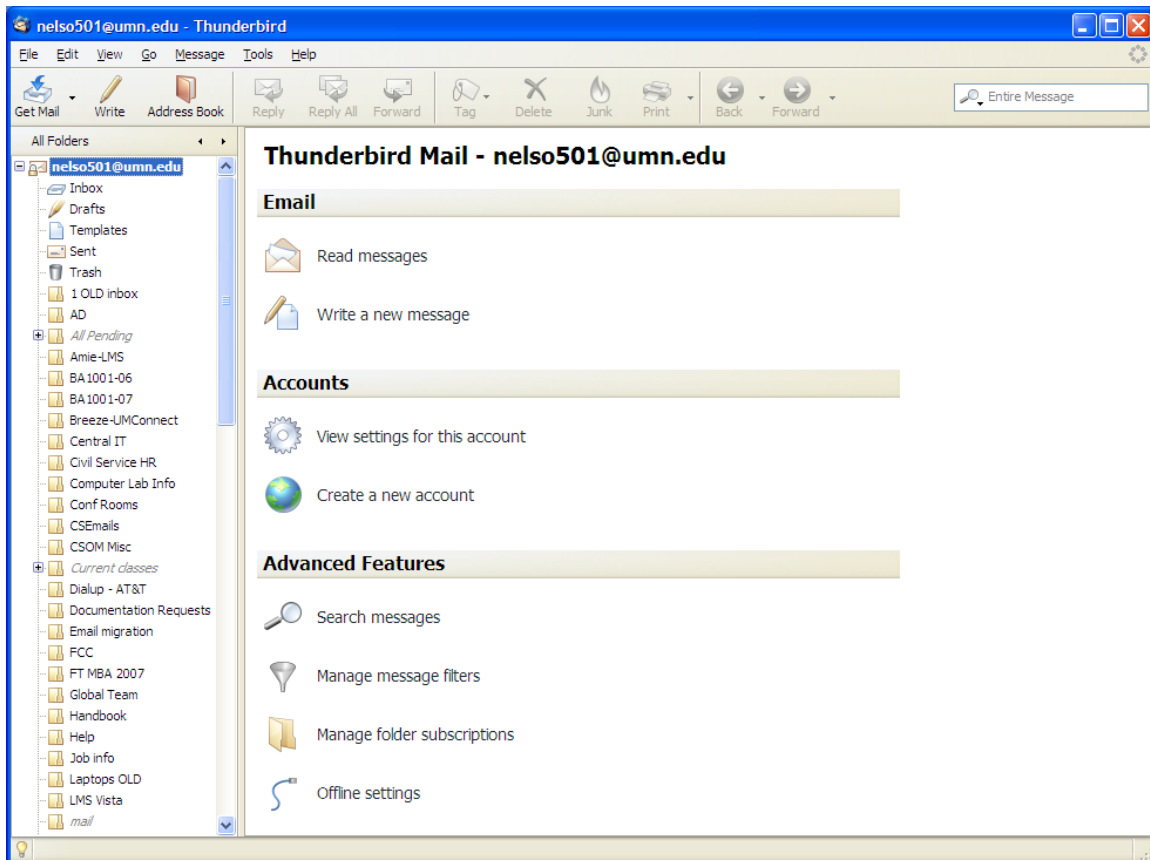 nelso501@umn.edu - Thunderbird
File Edit View Go Message Tools Help
Get Mail Write Address Book Reply Reply All Forward Tag Delete Junk Print Back Forward Entire Message
All Folders
nelso501@umn.edu
Inbox
Drafts
Templates
Sent
Trash
1 OLD inbox
AD
All Pending
Amie-LMS
BA1001-06
BA1001-07
Breeze-UMConnect
Central IT
Civil Service HR
Computer Lab Info
Conf Rooms
CSEmails
CSOM Misc
Current classes
Dialup - AT&T
Documentation Requests
Email migration
FCC
FT MBA 2007
Global Team
Handbook
Help
Job info
Laptops OLD
LMS Vista
mail
Thunderbird Mail - nelso501@umn.edu
Email
Read messages
Write a new message
Accounts
View settings for this account
Create a new account
Advanced Features
Search messages
Manage message filters
Manage folder subscriptions
Offline settings